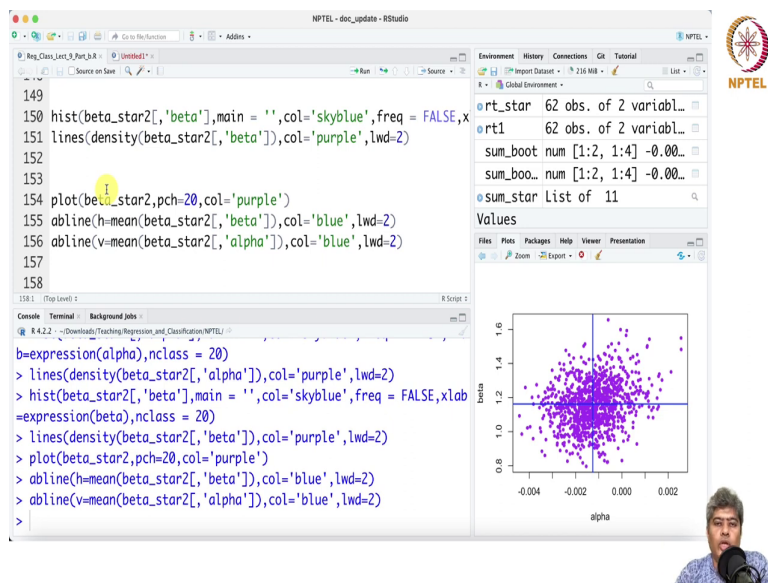 NPTEL - doc_update - RStudio
Go to file/function
Addins
NPTEL
Reg_Class_Lect_9_Part_b.R
Untitled1*
Source on Save
Run
Source
149
150 hist(beta_star2[,'beta'],main = '',col='skyblue',freq = FALSE,x
151 lines(density(beta_star2[,'beta']),col='purple',lwd=2)
152
153
154 plot(beta_star2,pch=20,col='purple')
155 abline(h=mean(beta_star2[,'beta']),col='blue',lwd=2)
156 abline(v=mean(beta_star2[,'alpha']),col='blue',lwd=2)
157
158
158:1 (Top Level) R Script
Console Terminal Background Jobs
R 4.2.2 · ~/Downloads/Teaching/Regression_and_Classification/NPTEL/
b=expression(alpha),nclass = 20)
> lines(density(beta_star2[,'alpha']),col='purple',lwd=2)
> hist(beta_star2[,'beta'],main = '',col='skyblue',freq = FALSE,xlab
=expression(beta),nclass = 20)
> lines(density(beta_star2[,'beta']),col='purple',lwd=2)
> plot(beta_star2,pch=20,col='purple')
> abline(h=mean(beta_star2[,'beta']),col='blue',lwd=2)
> abline(v=mean(beta_star2[,'alpha']),col='blue',lwd=2)
>
Environment History Connections Git Tutorial
Import Dataset 216 MiB List
R Global Environment
rt_star 62 obs. of 2 variabl…
rt1 62 obs. of 2 variabl…
sum_boot num [1:2, 1:4] -0.00…
sum_boo… num [1:2, 1:4] -0.00…
sum_star List of 11
Values
Files Plots Packages Help Viewer Presentation
Zoom Export
beta
1.6
1.4
1.2
1.0
0.8
-0.004 -0.002 0.000 0.002
alpha
NPTEL